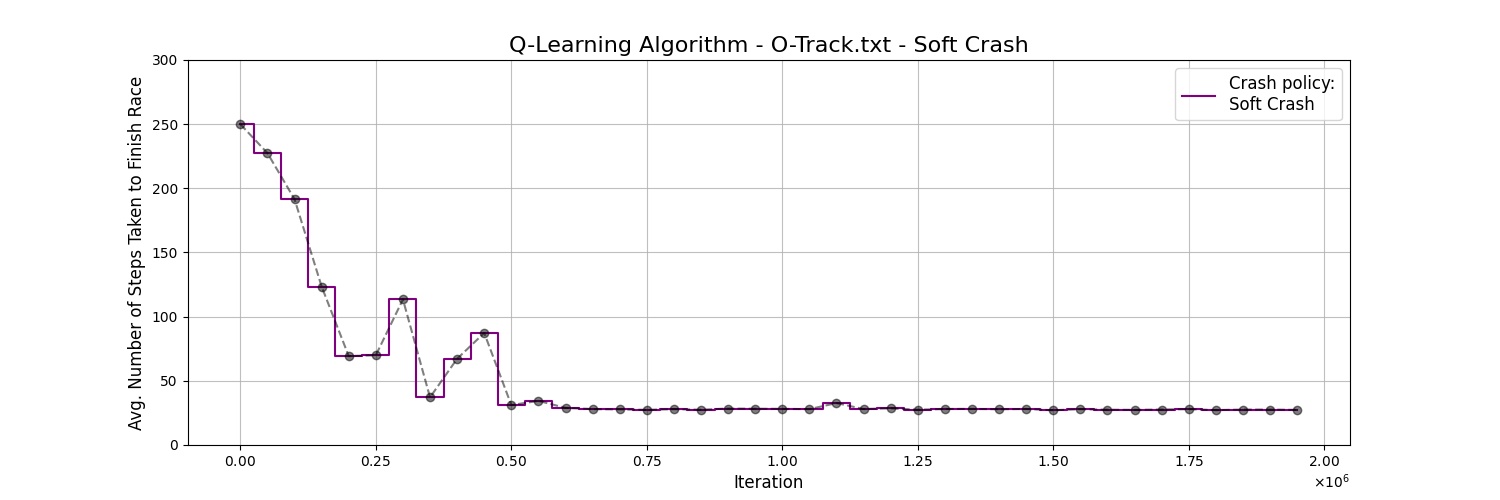 Q-Learning Algorithm - O-Track.txt - Soft Crash
Avg. Number of Steps Taken to Finish Race
300
250
200
150
100
50
0
Crash policy:
Soft Crash
0.00 0.25 0.50 0.75 1.00 1.25 1.50 1.75 2.00
×10⁶
Iteration